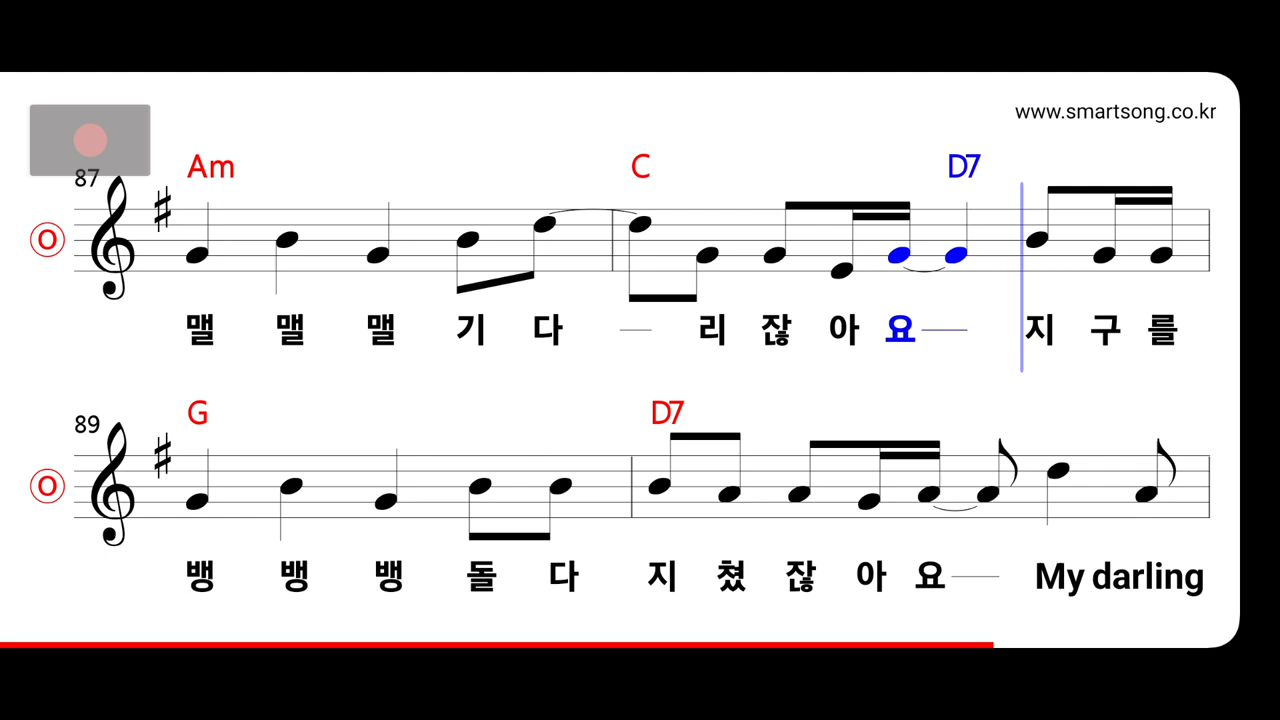 www.smartsong.co.kr
87 Am C D7
O
맬 맬 맬 기 다 — 리 잖 아 요 — 지 구 를
89 G D7
O
뱅 뱅 뱅 돌 다 지 쳤 잖 아 요 — My darling